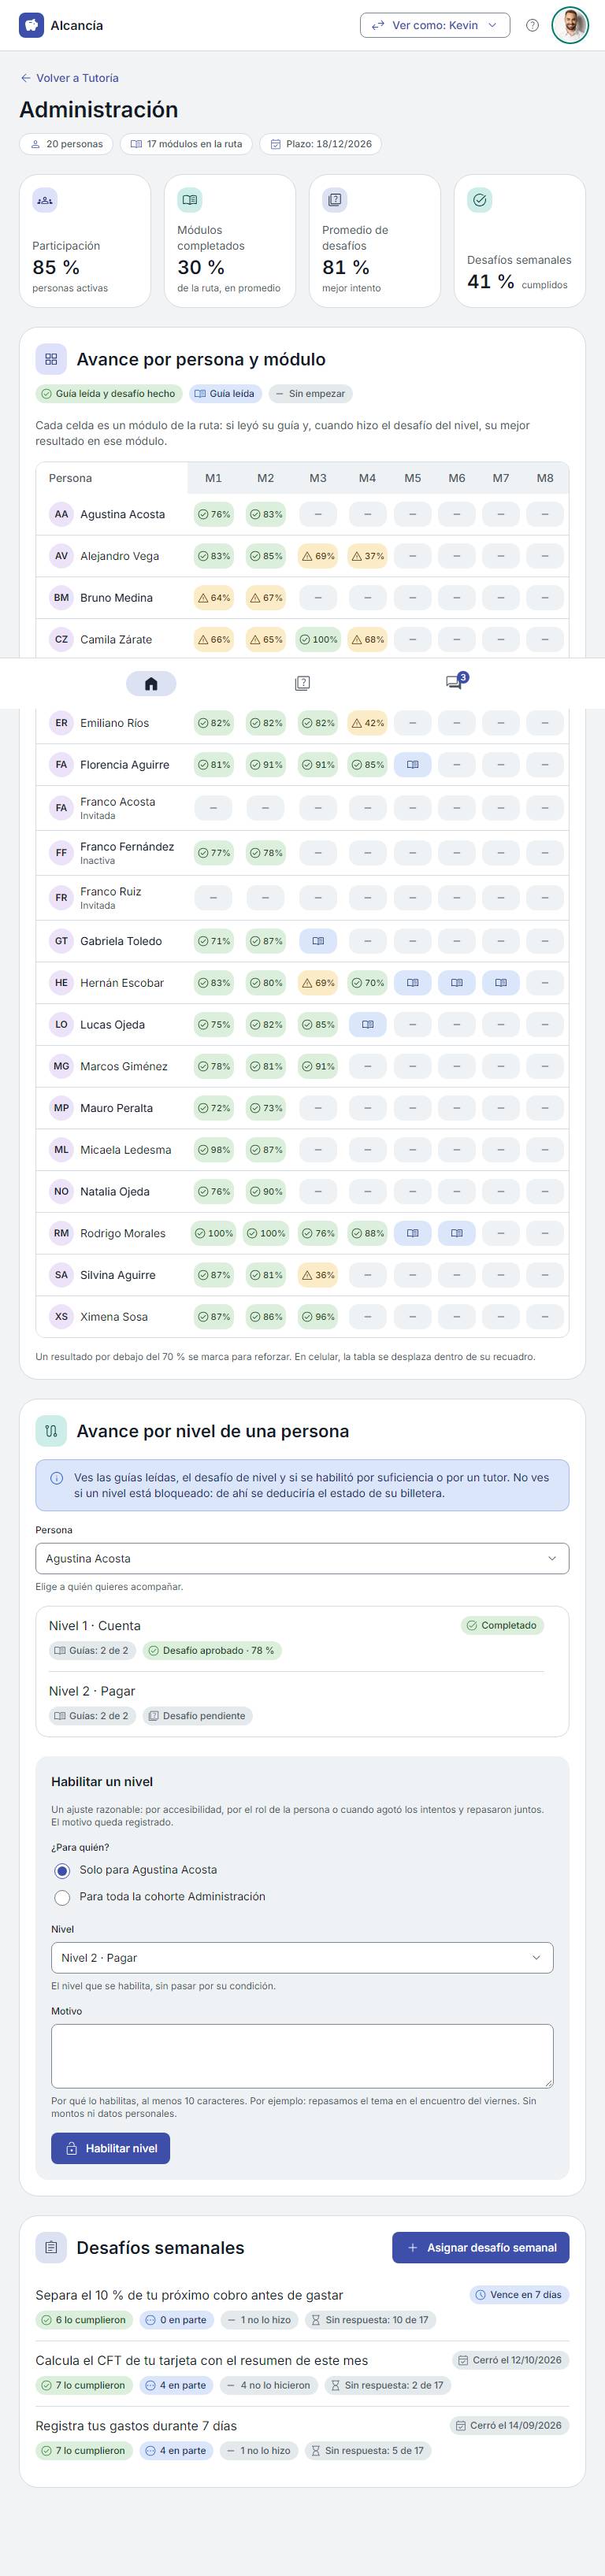 Alcancía
Ver como: Kevin
Volver a Tutoría
Administración
20 personas
17 módulos en la ruta
Plazo: 18/12/2026
Participación
85 %
personas activas
Módulos
completados
30 %
de la ruta, en promedio
Promedio de
desafíos
81 %
mejor intento
Desafíos semanales
41 % cumplidos
Avance por persona y módulo
Guía leída y desafío hecho
Guía leída
Sin empezar
Cada celda es un módulo de la ruta: si leyó su guía y, cuando hizo el desafío del nivel, su mejor
resultado en ese módulo.
Persona M1 M2 M3 M4 M5 M6 M7 M8
AA Agustina Acosta 76% 83% – – – – – –
AV Alejandro Vega 83% 85% 69% 37% – – – –
BM Bruno Medina 64% 67% – – – – – –
CZ Camila Zárate 66% 65% 100% 68% – – – –
3
ER Emiliano Ríos 82% 82% 82% 42% – – – –
FA Florencia Aguirre 81% 91% 91% 85% – – –
FA Franco Acosta – – – – – – – –
Invitada
FF Franco Fernández 77% 78% – – – – – –
Inactiva
FR Franco Ruiz – – – – – – – –
Invitada
GT Gabriela Toledo 71% 87% – – – – –
HE Hernán Escobar 83% 80% 69% 70% –
LO Lucas Ojeda 75% 82% 85% – – – –
MG Marcos Giménez 78% 81% 91% – – – – –
MP Mauro Peralta 72% 73% – – – – – –
ML Micaela Ledesma 98% 87% – – – – – –
NO Natalia Ojeda 76% 90% – – – – – –
RM Rodrigo Morales 100% 100% 76% 88% – –
SA Silvina Aguirre 87% 81% 36% – – – – –
XS Ximena Sosa 87% 86% 96% – – – – –
Un resultado por debajo del 70 % se marca para reforzar. En celular, la tabla se desplaza dentro de su recuadro.
Avance por nivel de una persona
Ves las guías leídas, el desafío de nivel y si se habilitó por suficiencia o por un tutor. No ves
si un nivel está bloqueado: de ahí se deduciría el estado de su billetera.
Persona
Agustina Acosta
Elige a quién quieres acompañar.
Nivel 1 · Cuenta
Completado
Guías: 2 de 2
Desafío aprobado · 78 %
Nivel 2 · Pagar
Guías: 2 de 2
Desafío pendiente
Habilitar un nivel
Un ajuste razonable: por accesibilidad, por el rol de la persona o cuando agotó los intentos y repasaron juntos.
El motivo queda registrado.
¿Para quién?
Solo para Agustina Acosta
Para toda la cohorte Administración
Nivel
Nivel 2 · Pagar
El nivel que se habilita, sin pasar por su condición.
Motivo
Por qué lo habilitas, al menos 10 caracteres. Por ejemplo: repasamos el tema en el encuentro del viernes. Sin
montos ni datos personales.
Habilitar nivel
Desafíos semanales
Asignar desafío semanal
Separa el 10 % de tu próximo cobro antes de gastar
Vence en 7 días
6 lo cumplieron
0 en parte
1 no lo hizo
Sin respuesta: 10 de 17
Calcula el CFT de tu tarjeta con el resumen de este mes
Cerró el 12/10/2026
7 lo cumplieron
4 en parte
4 no lo hicieron
Sin respuesta: 2 de 17
Registra tus gastos durante 7 días
Cerró el 14/09/2026
7 lo cumplieron
4 en parte
1 no lo hizo
Sin respuesta: 5 de 17